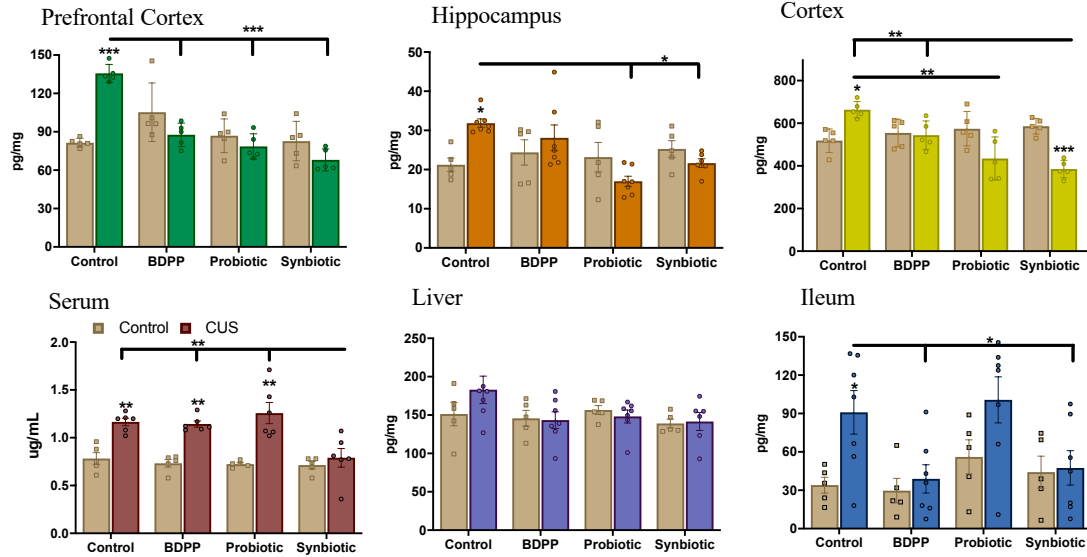 Prefrontal Cortex
***
***
150
120
90
60
30
0
pg/mg
Control BDPP Probiotic Synbiotic
Hippocampus
*
*
50
40
30
20
10
0
pg/mg
Control BDPP Probiotic Synbiotic
Cortex
**
**
*
***
800
600
400
200
0
pg/mg
Control BDPP Probiotic Synbiotic
Serum
Control CUS
**
**
**
**
2.0
1.5
1.0
0.5
0.0
ug/mL
Control BDPP Probiotic Synbiotic
Liver
250
200
150
100
50
0
pg/mg
Control BDPP Probiotic Synbiotic
Ileum
*
*
150
120
90
60
30
0
pg/mg
Control BDPP Probiotic Synbiotic